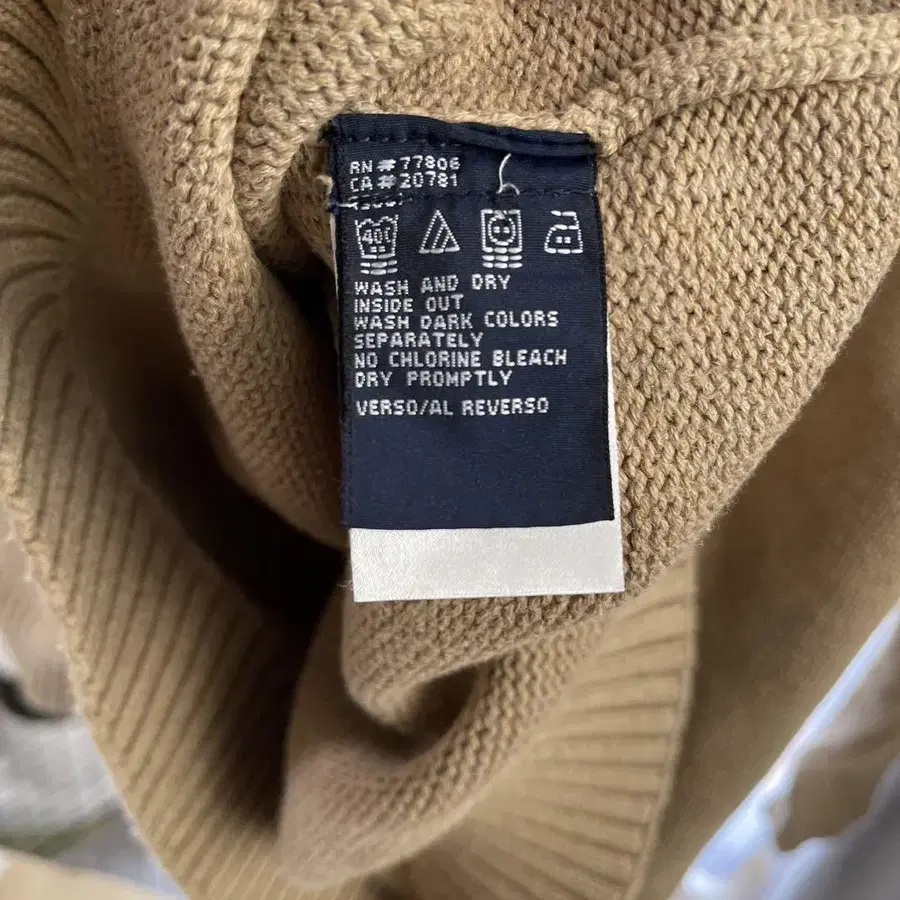 RN # 77806
CA # 20781
40C
WASH AND DRY
INSIDE OUT
WASH DARK COLORS
SEPARATELY
NO CHLORINE BLEACH
DRY PROMPTLY
VERSO/AL REVERSO